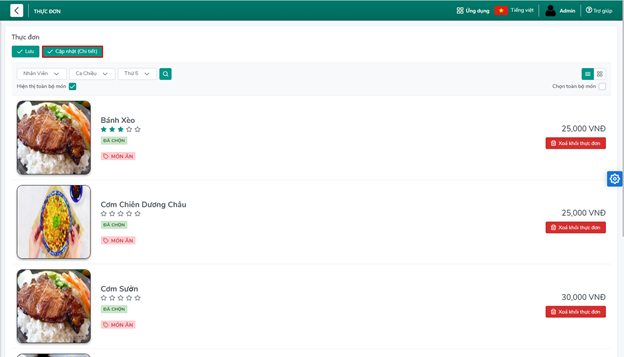 THỰC ĐƠN
Ứng dụng Tiếng việt Admin Trợ giúp
Thực đơn
Lưu Cập nhật (Chi tiết)
Nhân Viên Ca Chiều Thứ 5
Hiện thị toàn bộ món Chọn toàn bộ món
Bánh Xèo
ĐÃ CHỌN
MÓN ĂN
25,000 VNĐ
Xoá khỏi thực đơn
Cơm Chiên Dương Châu
ĐÃ CHỌN
MÓN ĂN
25,000 VNĐ
Xoá khỏi thực đơn
Cơm Sườn
ĐÃ CHỌN
MÓN ĂN
30,000 VNĐ
Xoá khỏi thực đơn